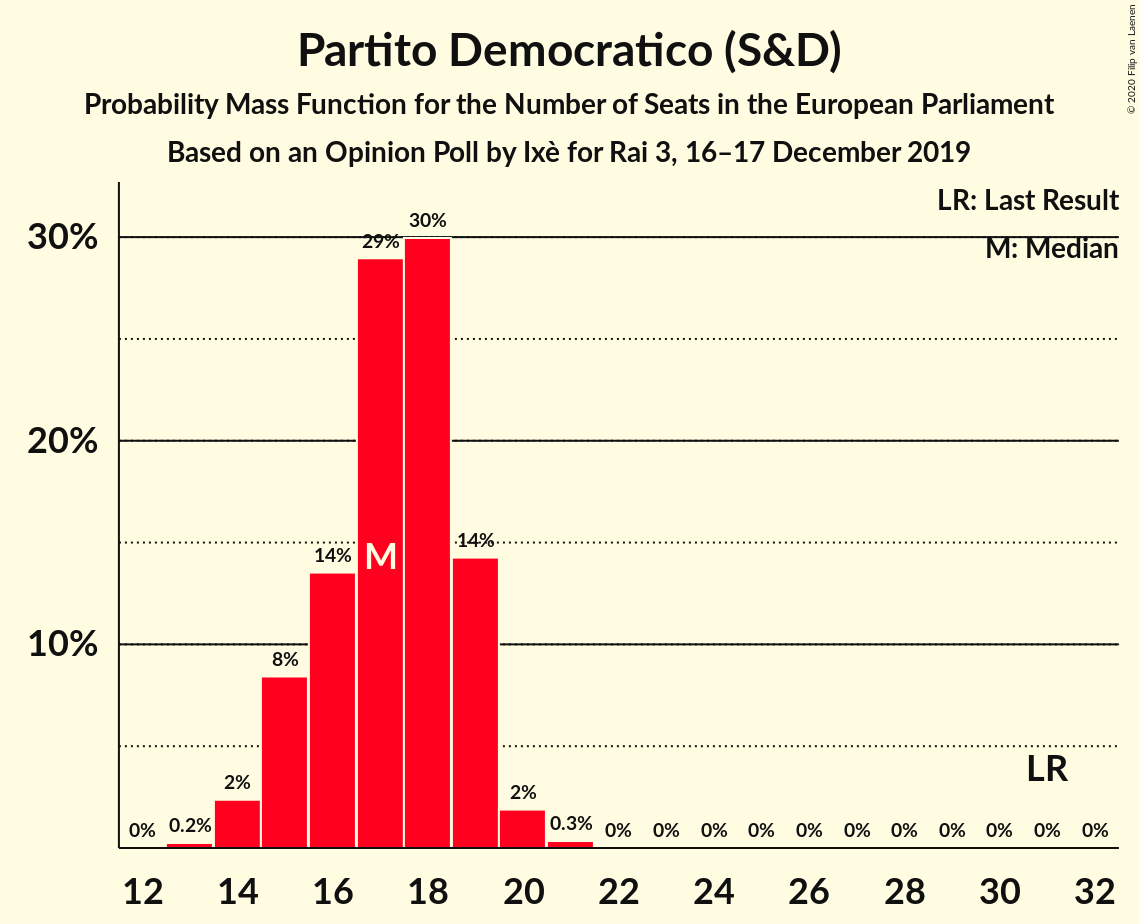 Partito Democratico (S&D)
Probability Mass Function for the Number of Seats in the European Parliament
Based on an Opinion Poll by Ixè for Rai 3, 16–17 December 2019
© 2020 Filip van Laenen
LR: Last Result
M: Median
30%
20%
10%
0% 0.2% 2% 8% 14% 29% 30% 14% 2% 0.3% 0% 0% 0% 0% 0% 0% 0% 0% 0% 0% 0%
M
LR
12 14 16 18 20 22 24 26 28 30 32